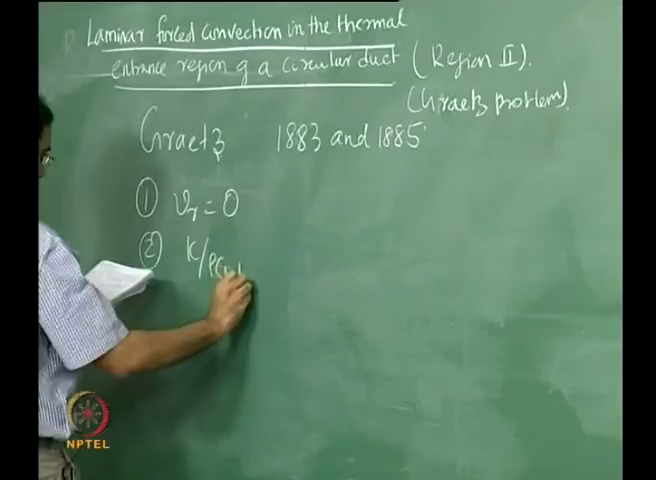 Laminar forced convection in the thermal
entrance region of a circular duct (Region II).
(Graetz problem)
Graetz 1883 and 1885
① Vr = 0
② K/ρCp
NPTEL